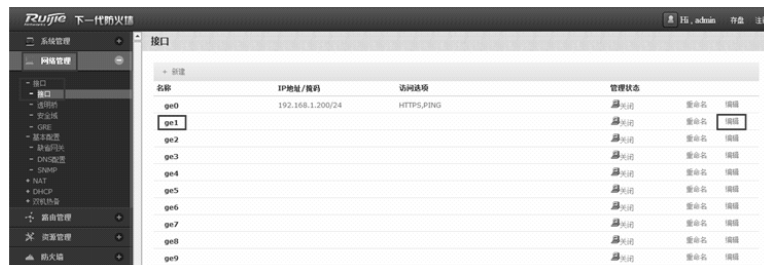 Ruijie 下一代防火墙
Hi , admin 存盘
系统管理
网络管理
接口
接口
透明桥
安全域
GRE
基本配置
缺省网关
DNS配置
SNMP
NAT
DHCP
双机热备
路由管理
资源管理
防火墙
接口
+ 新建
名称 IP地址/掩码 访问选项 管理状态
ge0 192.168.1.200/24 HTTPS,PING 关闭 重命名 编辑
ge1 关闭 重命名 编辑
ge2 关闭 重命名 编辑
ge3 关闭 重命名 编辑
ge4 关闭 重命名 编辑
ge5 关闭 重命名 编辑
ge6 关闭 重命名 编辑
ge7 关闭 重命名 编辑
ge8 关闭 重命名 编辑
ge9 关闭 重命名 编辑